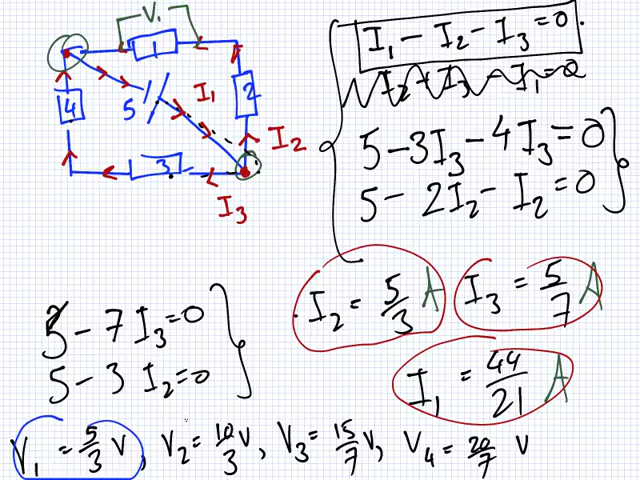 V₁
1
I₁ - I₂ - I₃ = 0.
4
5
I₁
2
I₂
5 - 3I₃ - 4I₃ = 0
3
5 - 2I₂ - I₂ = 0
I₃
I₂ = 5/3 A
I₃ = 5/7 A
5 - 7I₃ = 0
5 - 3I₂ = 0
I₁ = 44/21 A
V₁ = 5/3 V, V₂ = 10/3 V, V₃ = 15/7 V, V₄ = 20/7 V